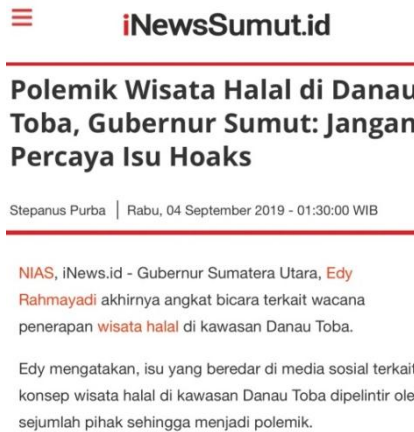 iNewsSumut.id
Polemik Wisata Halal di Danau
Toba, Gubernur Sumut: Jangan
Percaya Isu Hoaks
Stepanus Purba | Rabu, 04 September 2019 - 01:30:00 WIB
NIAS, iNews.id - Gubernur Sumatera Utara, Edy
Rahmayadi akhirnya angkat bicara terkait wacana
penerapan wisata halal di kawasan Danau Toba.
Edy mengatakan, isu yang beredar di media sosial terkait
konsep wisata halal di kawasan Danau Toba dipelintir ole
sejumlah pihak sehingga menjadi polemik.